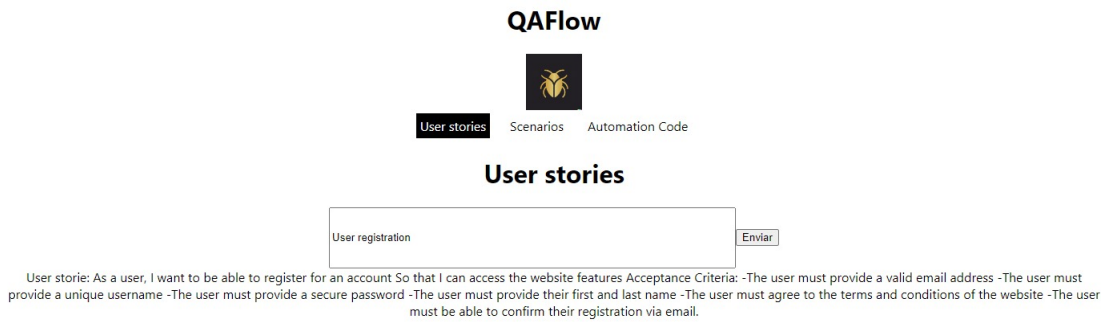 QAFlow
User stories Scenarios Automation Code
User stories
User registration Enviar
User storie: As a user, I want to be able to register for an account So that I can access the website features Acceptance Criteria: -The user must provide a valid email address -The user must
provide a unique username -The user must provide a secure password -The user must provide their first and last name -The user must agree to the terms and conditions of the website -The user
must be able to confirm their registration via email.